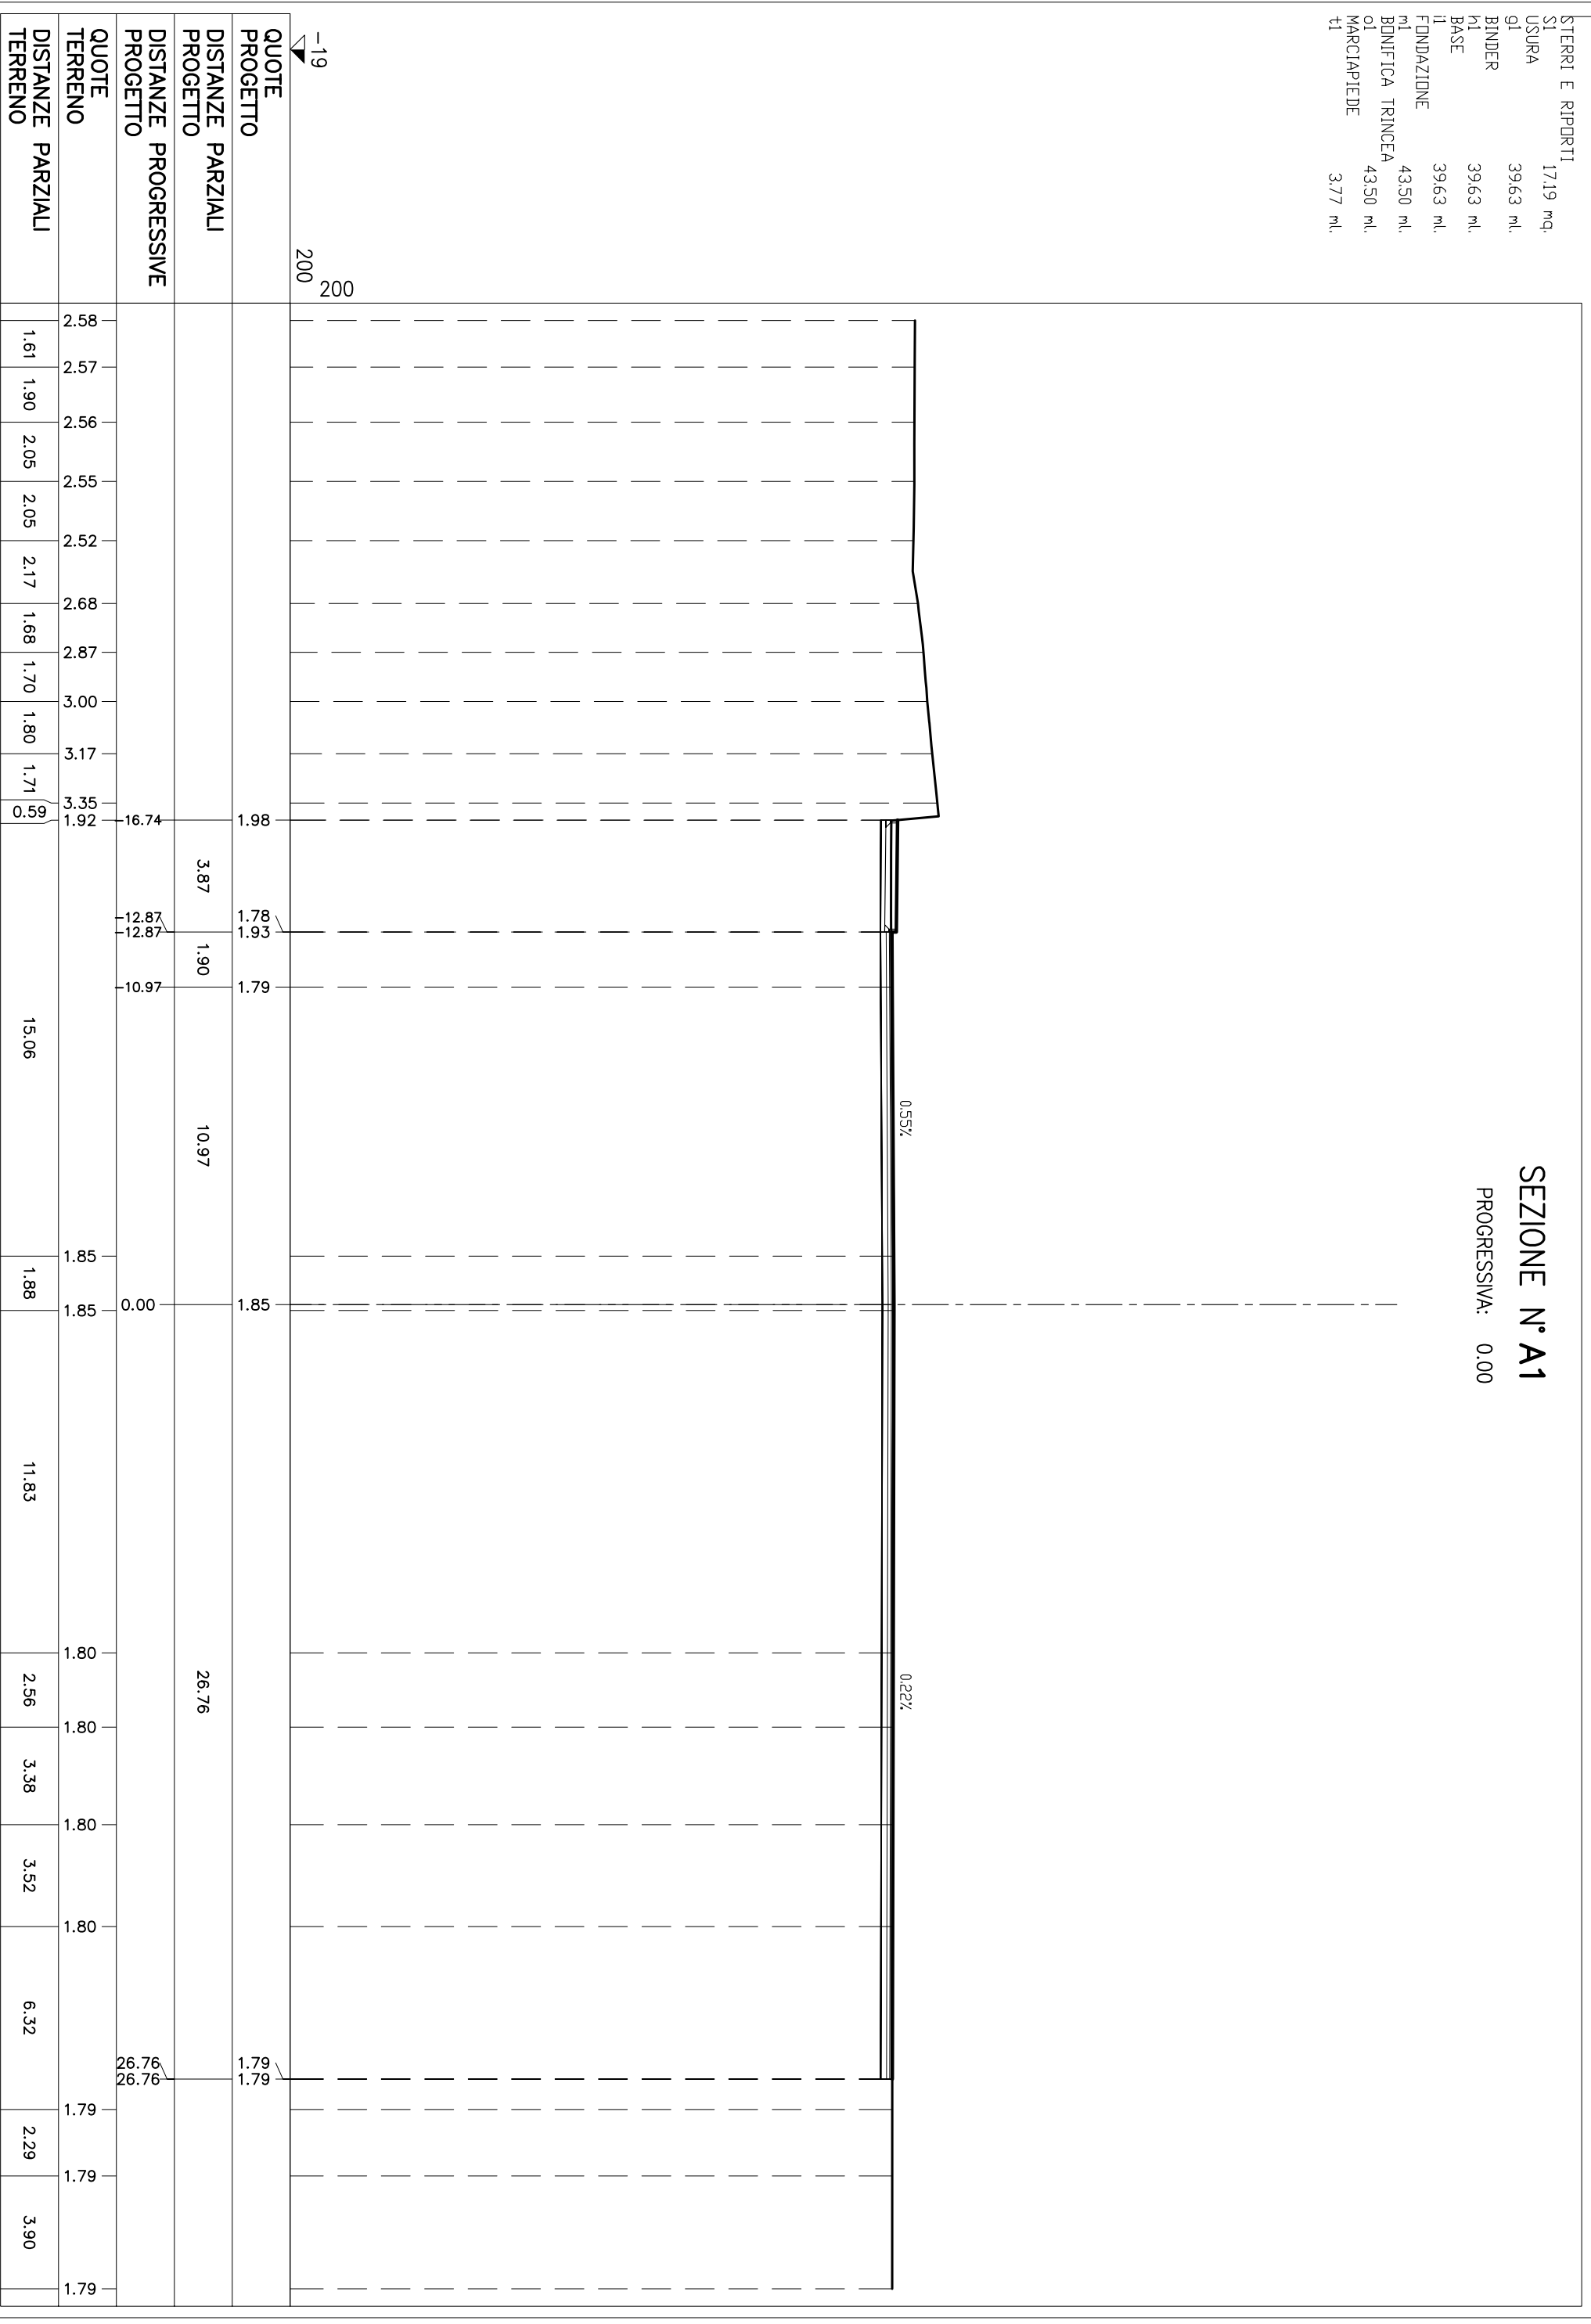 STERRI E RIPORTI
S1 17.19 mq.
USURA
g1 39.63 ml.
BINDER
h1 39.63 ml.
BASE
i1 39.63 ml.
FONDAZIONE
m1 43.50 ml.
BONIFICA TRINCEA
o1 43.50 ml.
MARCIAPIEDE
t1 3.77 ml.
SEZIONE N° A1
PROGRESSIVA: 0.00
0.55%
0.22%
200
200
-19
QUOTE
PROGETTO
1.98
1.78
1.93
1.79
1.85
1.79
1.79
DISTANZE PARZIALI
PROGETTO
3.87
1.90
10.97
26.76
DISTANZE PROGRESSIVE
PROGETTO
-16.74
-12.87
-12.87
-10.97
0.00
26.76
26.76
QUOTE
TERRENO
2.58
2.57
2.56
2.55
2.52
2.68
2.87
3.00
3.17
3.35
1.92
1.85
1.85
1.80
1.80
1.80
1.80
1.79
1.79
1.79
DISTANZE PARZIALI
TERRENO
1.61
1.90
2.05
2.05
2.17
1.68
1.70
1.80
1.71
0.59
15.06
1.88
11.83
2.56
3.38
3.52
6.32
2.29
3.90